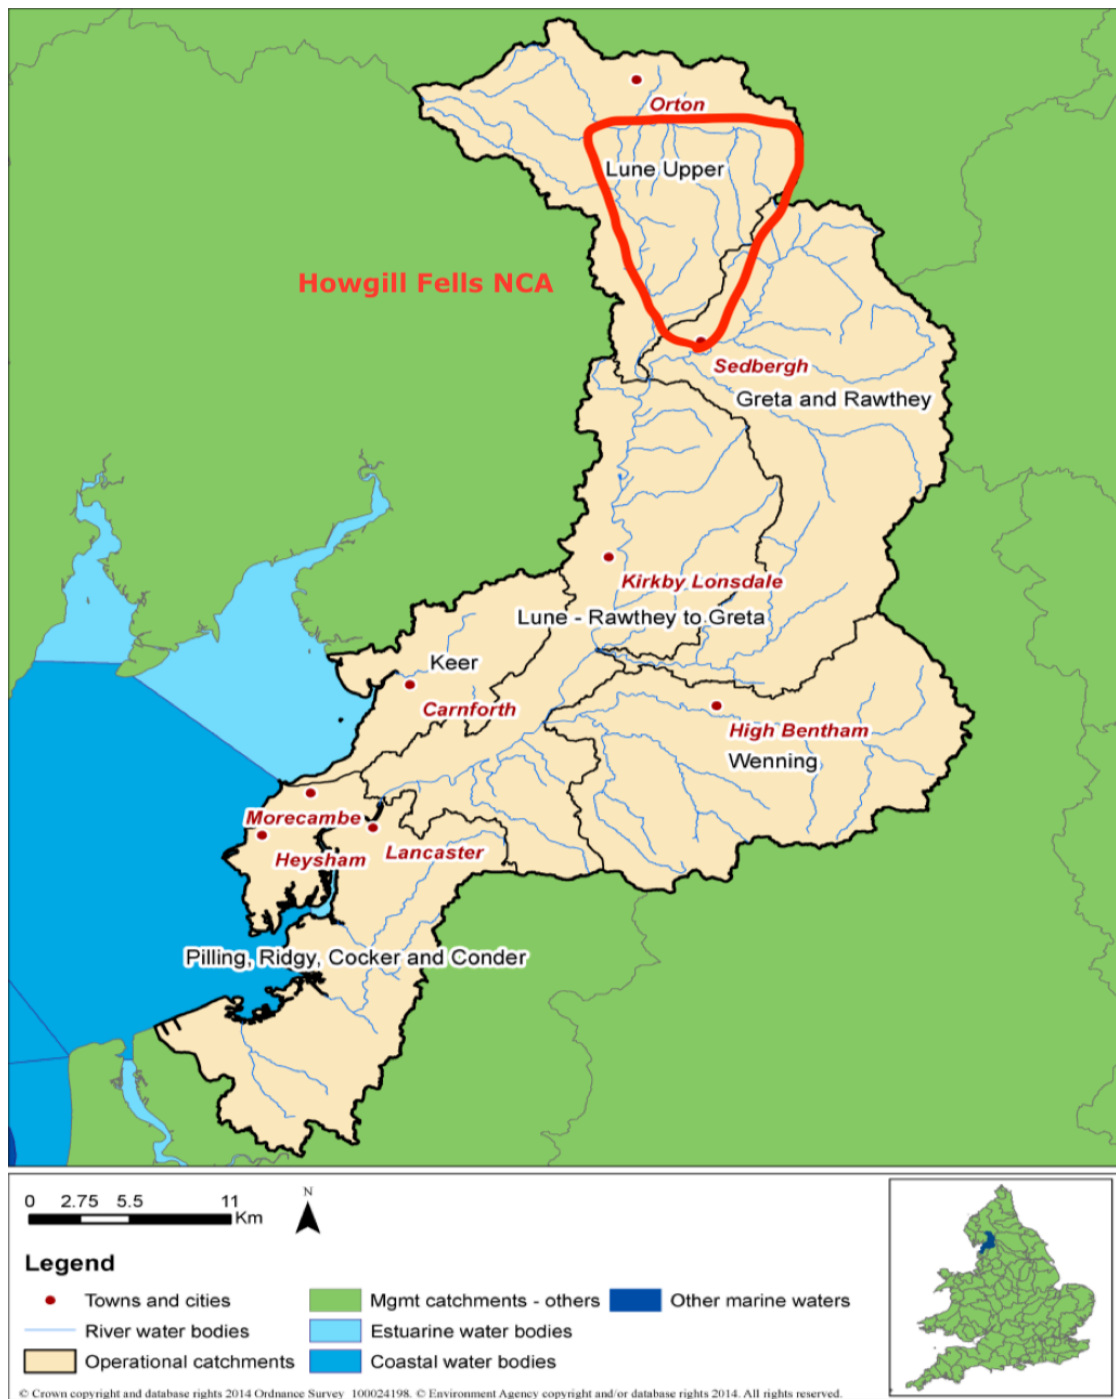 Orton
Lune Upper
Howgill Fells NCA
Sedbergh
Greta and Rawthey
Kirkby Lonsdale
Lune - Rawthey to Greta
Keer
Carnforth
High Bentham
Wenning
Morecambe
Lancaster
Heysham
Pilling, Ridgy, Cocker and Conder
0 2.75 5.5 11
Km
N
Legend
Towns and cities
Mgmt catchments - others
Other marine waters
River water bodies
Estuarine water bodies
Operational catchments
Coastal water bodies
© Crown copyright and database rights 2014 Ordnance Survey 100024198. © Environment Agency copyright and/or database rights 2014. All rights reserved.